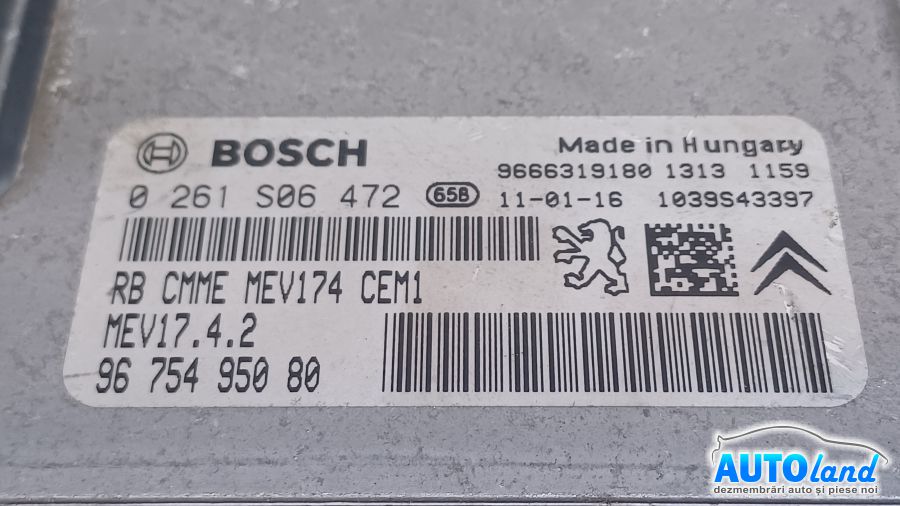 BOSCH
Made in Hungary
9666319180 1313 1159
0 261 S06 472 65B 11-01-16 1039S43397
RB CMME MEV174 CEM1
MEV17.4.2
96 754 950 80
AUTOland
dezmembrări auto și piese noi